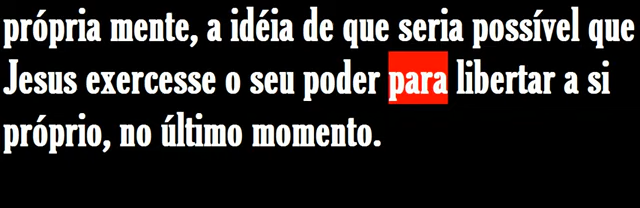 própria mente, a idéia de que seria possível que
Jesus exercesse o seu poder para libertar a si
próprio, no último momento.